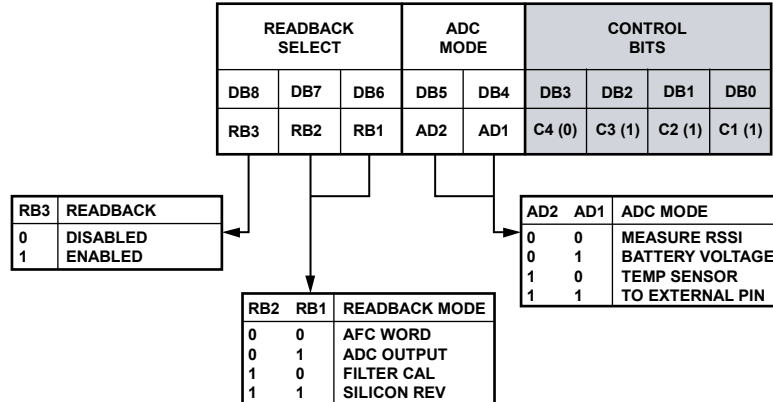 READBACK SELECT
ADC MODE
CONTROL BITS
DB8 DB7 DB6 DB5 DB4 DB3 DB2 DB1 DB0
RB3 RB2 RB1 AD2 AD1 C4 (0) C3 (1) C2 (1) C1 (1)
RB3 READBACK
0 DISABLED
1 ENABLED
AD2 AD1 ADC MODE
0 0 MEASURE RSSI
0 1 BATTERY VOLTAGE
1 0 TEMP SENSOR
1 1 TO EXTERNAL PIN
RB2 RB1 READBACK MODE
0 0 AFC WORD
0 1 ADC OUTPUT
1 0 FILTER CAL
1 1 SILICON REV